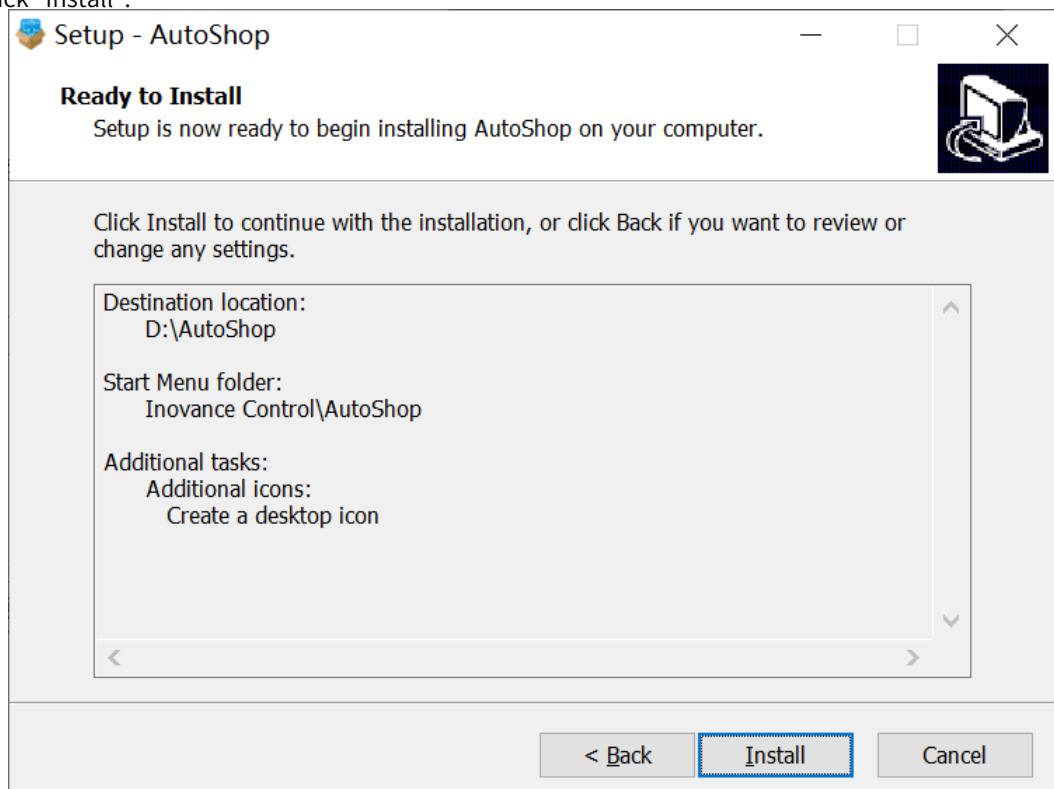 "Install".
Setup - AutoShop
Ready to Install
Setup is now ready to begin installing AutoShop on your computer.
Click Install to continue with the installation, or click Back if you want to review or
change any settings.
Destination location:
D:\AutoShop
Start Menu folder:
Inovance Control\AutoShop
Additional tasks:
Additional icons:
Create a desktop icon
< Back
Install
Cancel